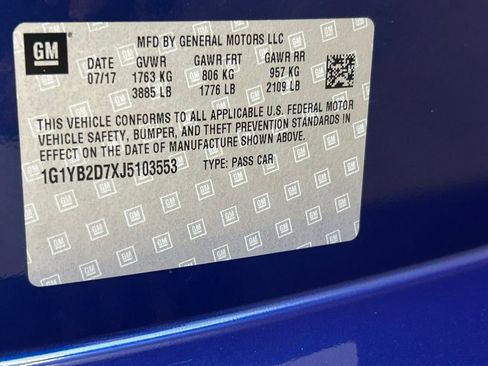 GM
MFD BY GENERAL MOTORS LLC
DATE GVWR GAWR FRT GAWR RR
07/17 1763 KG 806 KG 957 KG
3885 LB 1776 LB 2109 LB
THIS VEHICLE CONFORMS TO ALL APPLICABLE U.S. FEDERAL MOTOR
VEHICLE SAFETY, BUMPER, AND THEFT PREVENTION STANDARDS IN
EFFECT ON THE DATE OF MANUFACTURE SHOWN ABOVE.
1G1YB2D7XJ5103553 TYPE: PASS CAR